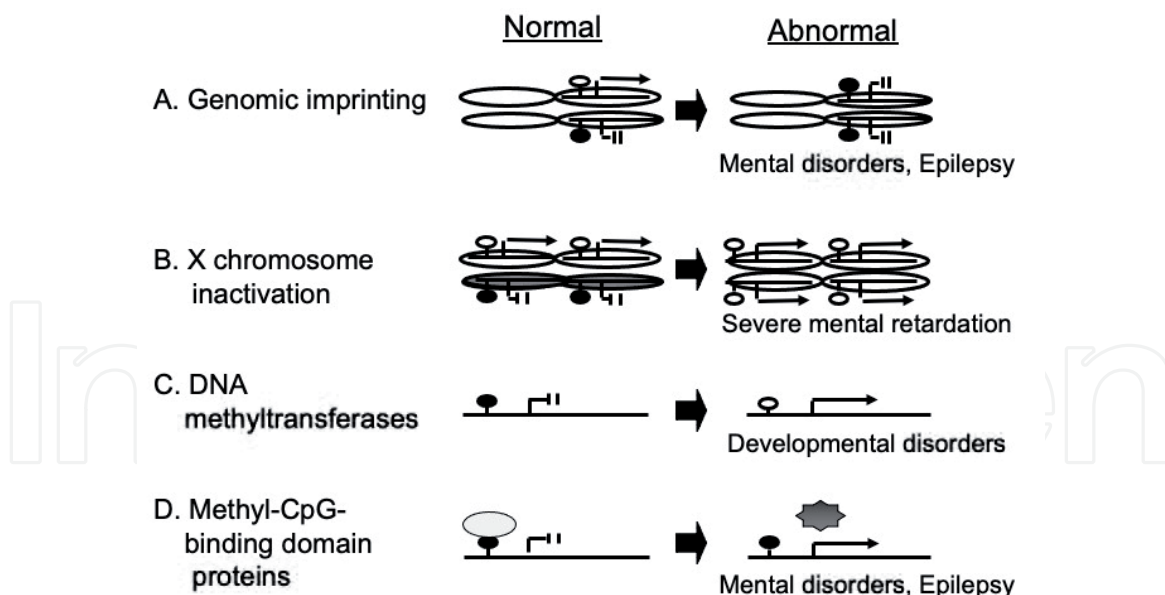 Normal
Abnormal
A. Genomic imprinting
Mental disorders, Epilepsy
B. X chromosome
inactivation
Severe mental retardation
C. DNA
methyltransferases
Developmental disorders
D. Methyl-CpG-
binding domain
proteins
Mental disorders, Epilepsy